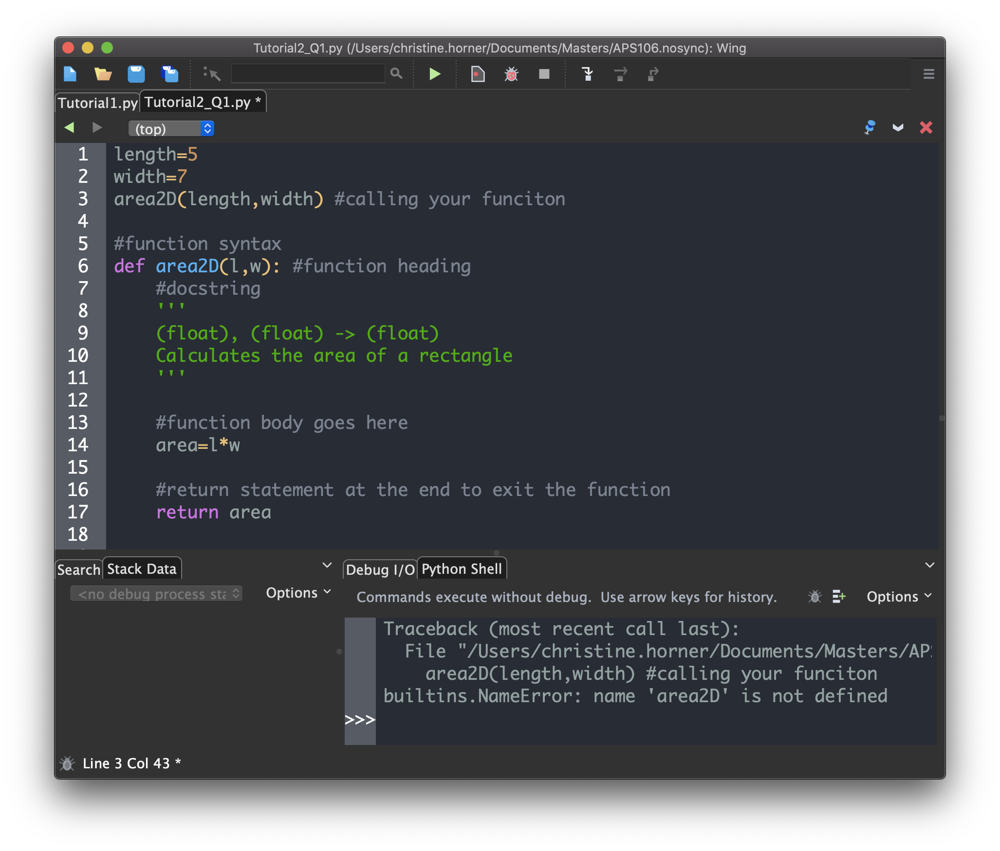 Tutorial2_Q1.py (/Users/christine.horner/Documents/Masters/APS106.nosync): Wing
Tutorial1.py Tutorial2_Q1.py *
(top)
1 length=5
2 width=7
3 area2D(length,width) #calling your funciton
4
5 #function syntax
6 def area2D(l,w): #function heading
7     #docstring
8     '''
9     (float), (float) -> (float)
10     Calculates the area of a rectangle
11     '''
12
13     #function body goes here
14     area=l*w
15
16     #return statement at the end to exit the function
17     return area
18
Search Stack Data
<no debug process sta
Options
Debug I/O Python Shell
Commands execute without debug.  Use arrow keys for history.
Options
Traceback (most recent call last):
  File "/Users/christine.horner/Documents/Masters/APS
    area2D(length,width) #calling your funciton
builtins.NameError: name 'area2D' is not defined
>>>
Line 3 Col 43 *